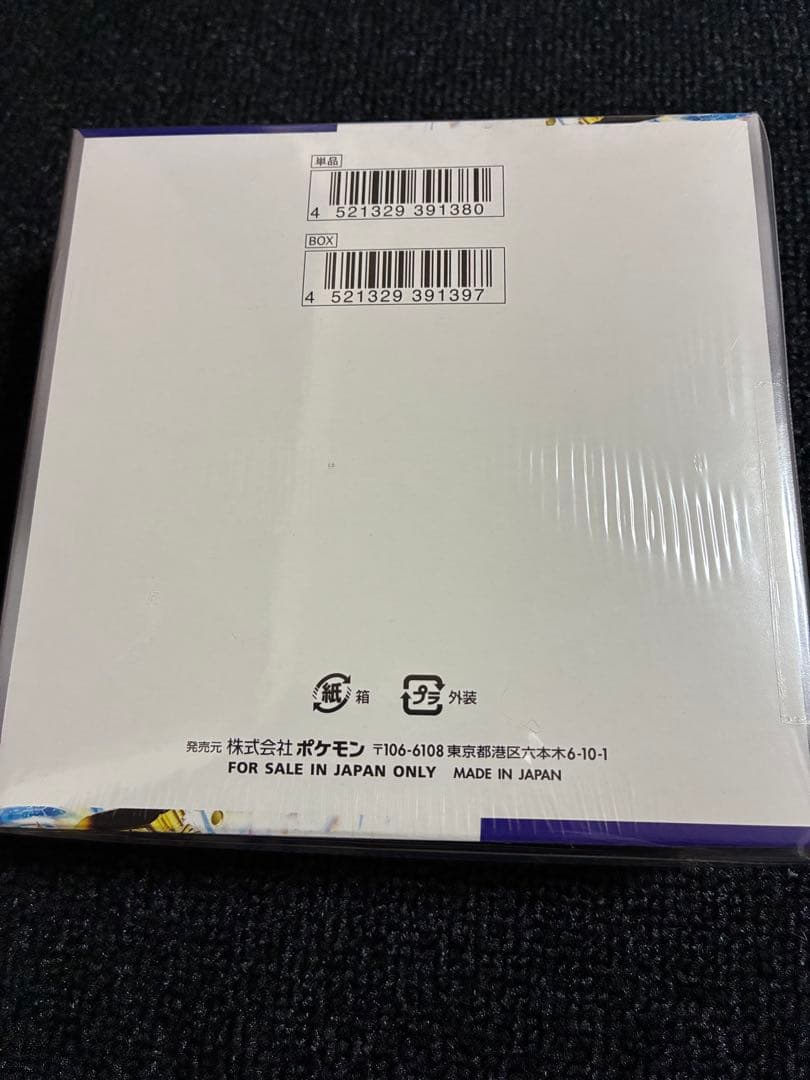 単品
4 521329 391380
BOX
4 521329 391397
紙 箱 プラ 外装
発売元 株式会社 ポケモン 〒106-6108 東京都港区六本木6-10-1
FOR SALE IN JAPAN ONLY MADE IN JAPAN